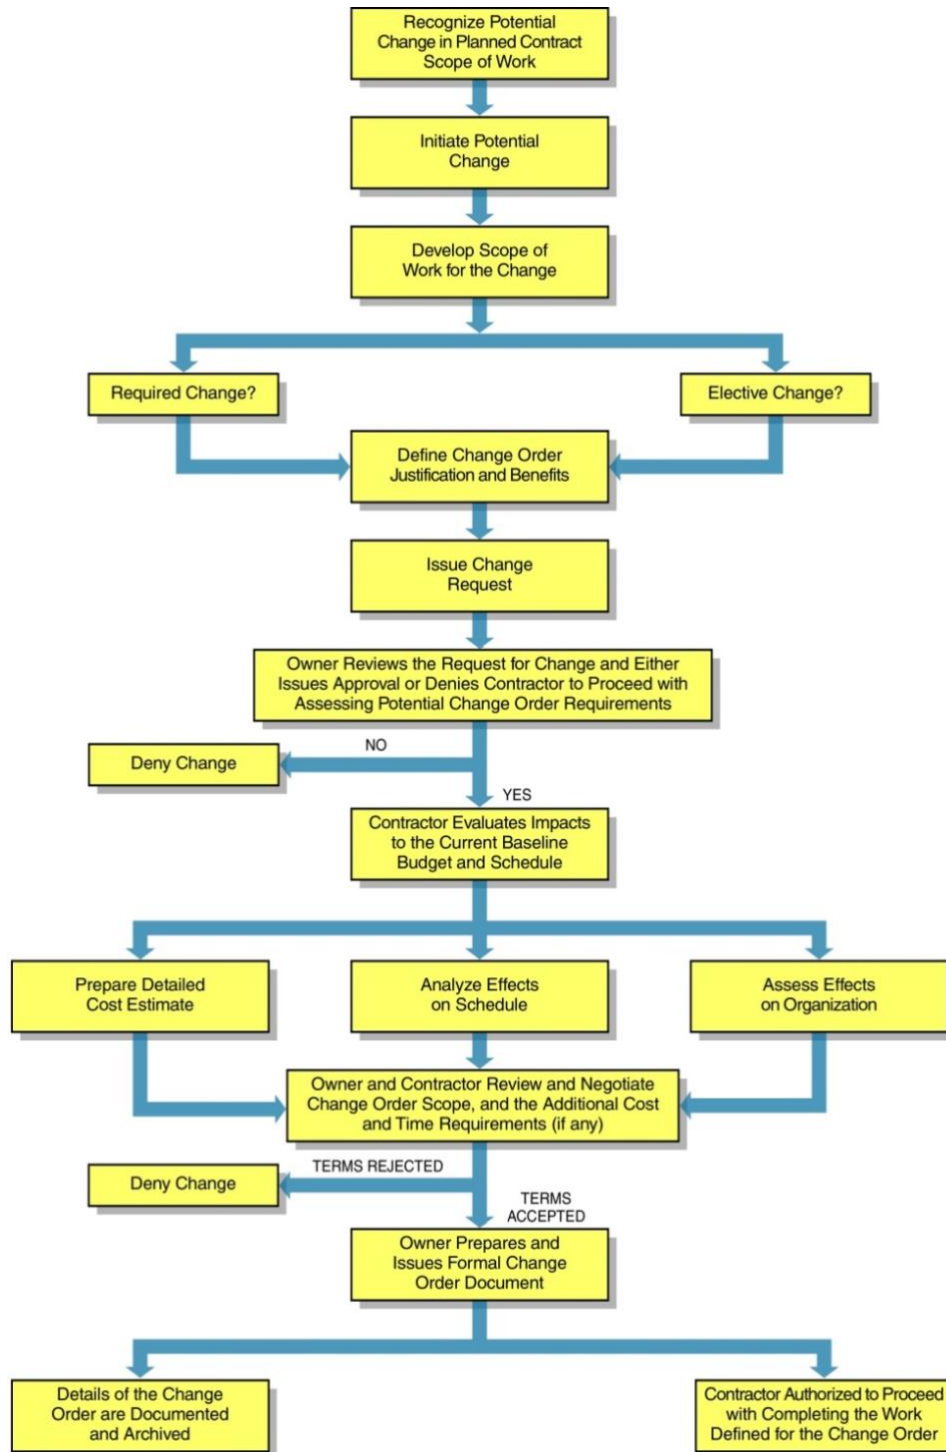 Recognize Potential
Change in Planned Contract
Scope of Work
Initiate Potential
Change
Develop Scope of
Work for the Change
Required Change?
Elective Change?
Define Change Order
Justification and Benefits
Issue Change
Request
Owner Reviews the Request for Change and Either
Issues Approval or Denies Contractor to Proceed with
Assessing Potential Change Order Requirements
NO
Deny Change
YES
Contractor Evaluates Impacts
to the Current Baseline
Budget and Schedule
Prepare Detailed
Cost Estimate
Analyze Effects
on Schedule
Assess Effects
on Organization
Owner and Contractor Review and Negotiate
Change Order Scope, and the Additional Cost
and Time Requirements (if any)
TERMS REJECTED
Deny Change
TERMS
ACCEPTED
Owner Prepares and
Issues Formal Change
Order Document
Details of the Change
Order are Documented
and Archived
Contractor Authorized to Proceed
with Completing the Work
Defined for the Change Order